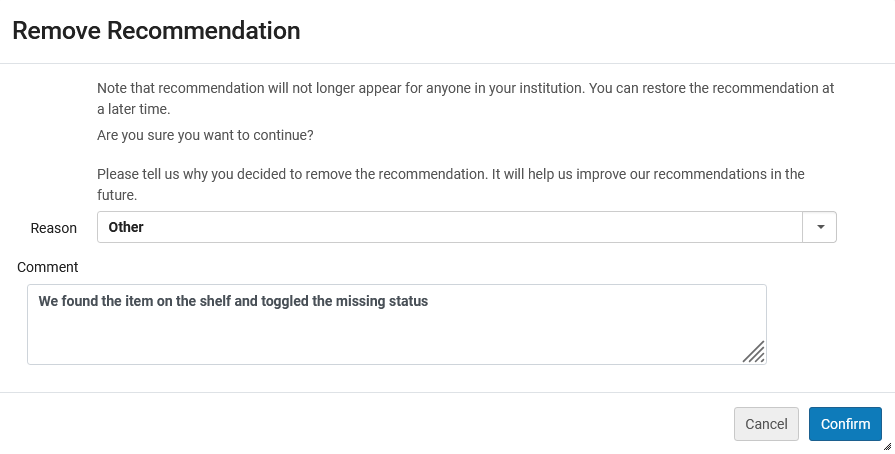 Remove Recommendation
Note that recommendation will not longer appear for anyone in your institution. You can restore the recommendation at
a later time.
Are you sure you want to continue?
Please tell us why you decided to remove the recommendation. It will help us improve our recommendations in the
future.
Reason
Other
Comment
We found the item on the shelf and toggled the missing status
Cancel
Confirm